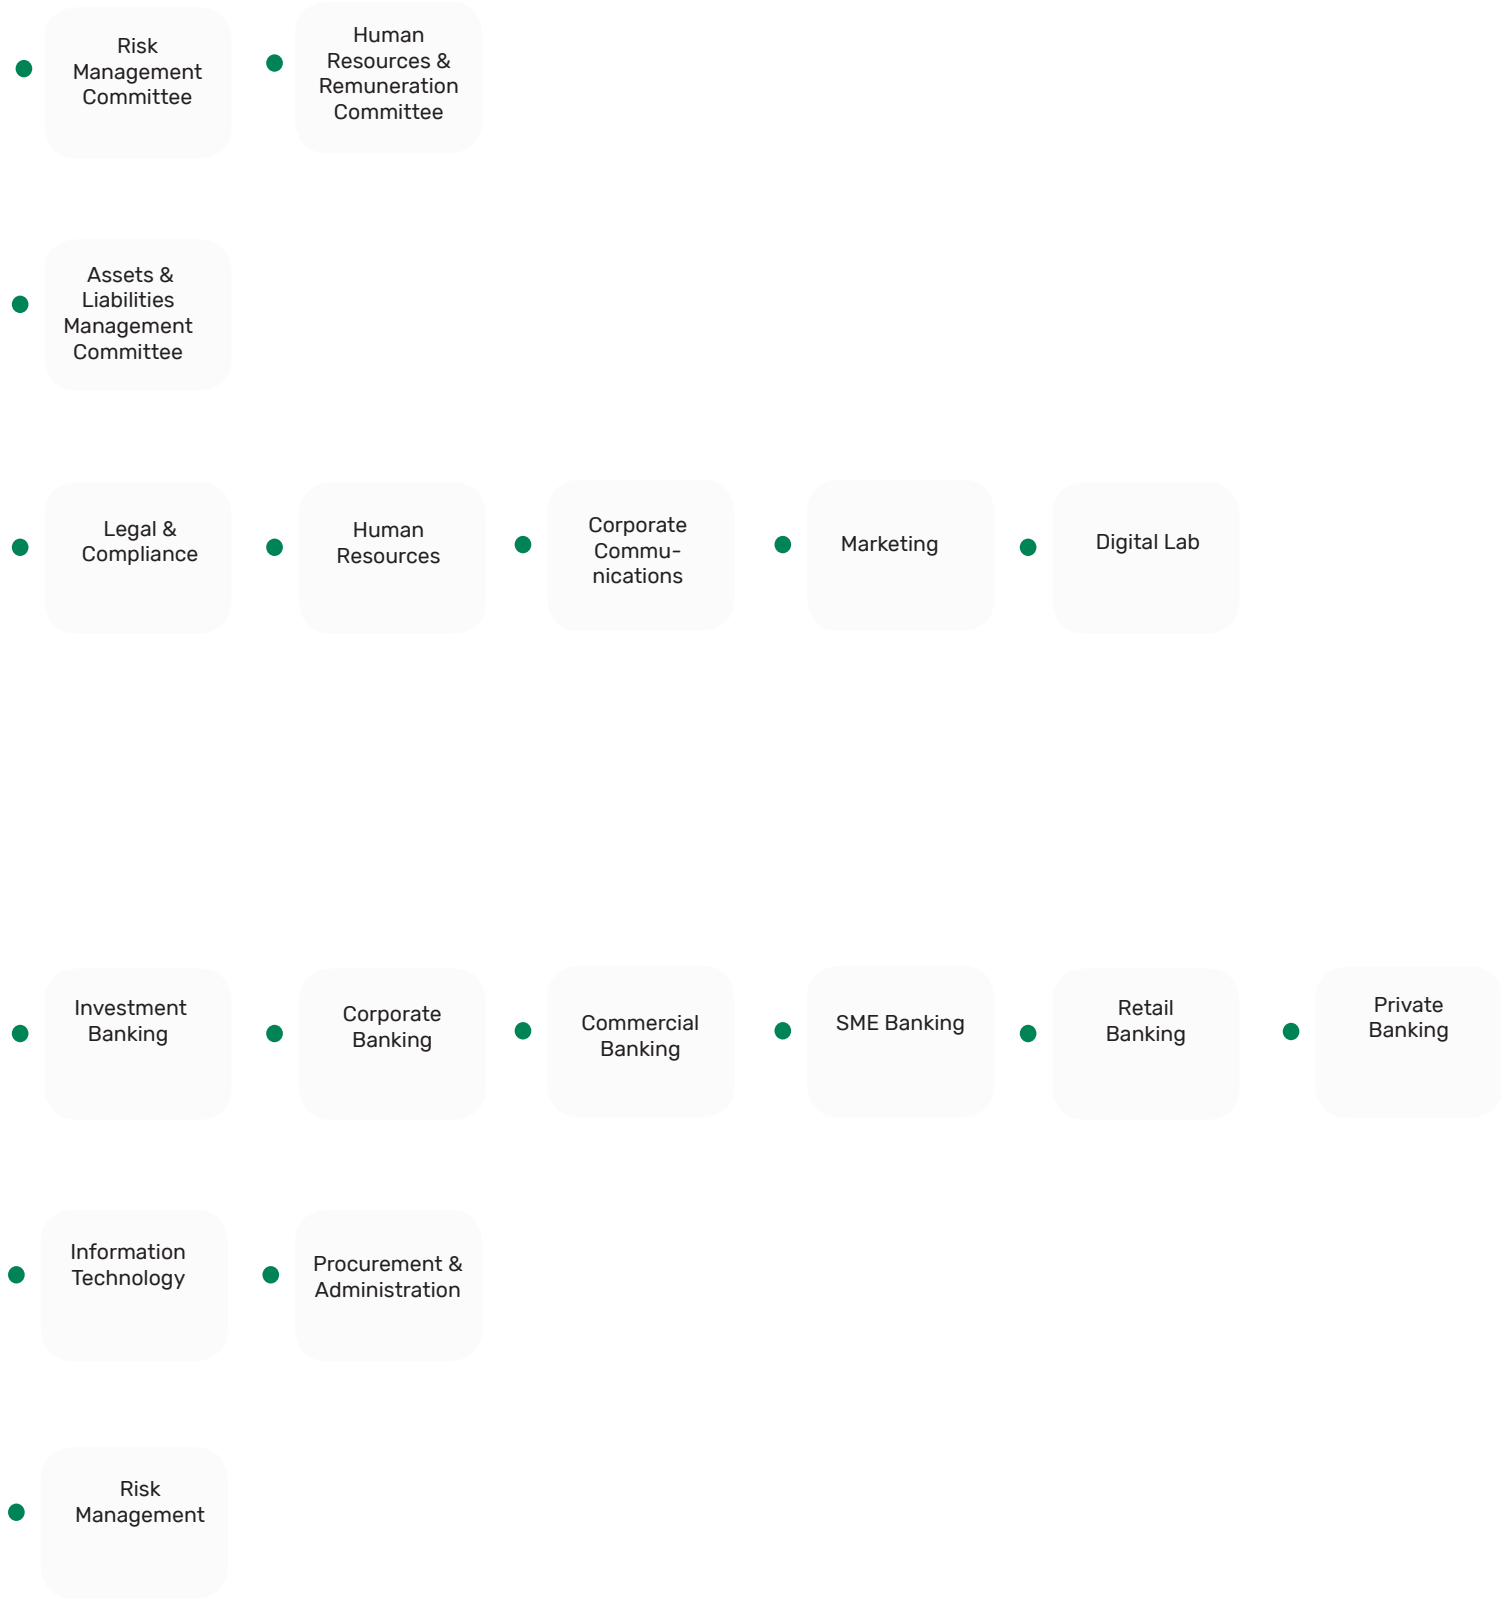 Risk
Management
Committee
Human
Resources &
Remuneration
Committee
Assets &
Liabilities
Management
Committee
Legal &
Compliance
Human
Resources
Corporate
Commu-
nications
Marketing
Digital Lab
Investment
Banking
Corporate
Banking
Commercial
Banking
SME Banking
Retail
Banking
Private
Banking
Information
Technology
Procurement &
Administration
Risk
Management